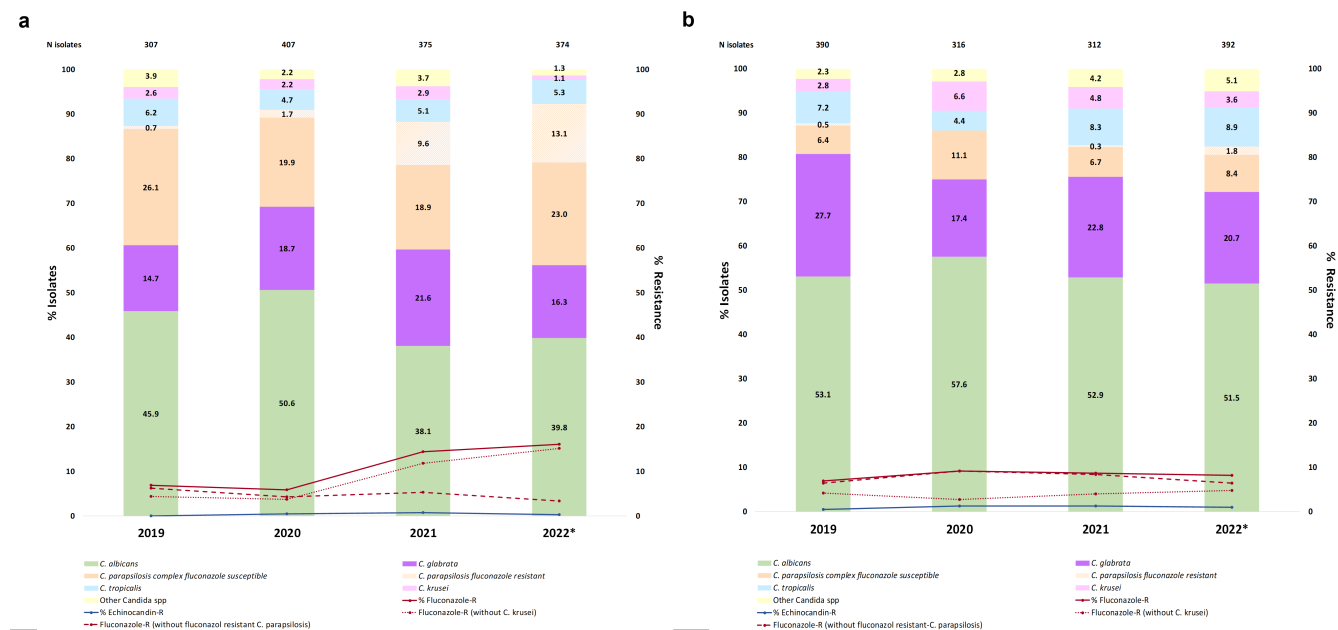 a
N isolates 307 407 375 374
100 3.9 2.2 3.7 1.3 100
2.6 2.2 2.9 1.1
90 6.2 4.7 5.1 5.3 90
0.7 1.7 9.6 13.1
80 80
70 26.1 19.9 18.9 23.0 70
60 60
50 14.7 18.7 21.6 16.3 50
40 40
30 30
20 45.9 50.6 38.1 39.8 20
10 10
0 0
% Isolates
% Resistance
2019 2020 2021 2022*
C. albicans C. glabrata
C. parapsilosis complex fluconazole susceptible C. parapsilosis fluconazole resistant
C. tropicalis C. krusei
Other Candida spp % Fluconazole-R
% Echinocandin-R Fluconazole-R (without C. krusei)
Fluconazole-R (without fluconazol resistant C. parapsilosis)
b
N isolates 390 316 312 392
100 2.3 2.8 4.2 5.1 100
2.8 6.6 4.8 3.6
90 7.2 4.4 8.3 8.9 90
0.5 0.3 1.8
80 6.4 11.1 6.7 8.4 80
70 27.7 17.4 22.8 20.7 70
60 60
50 50
40 40
30 53.1 57.6 52.9 51.5 30
20 20
10 10
0 0
% Isolates
% Resistance
2019 2020 2021 2022*
C. albicans C. glabrata
C. parapsilosis complex fluconazole susceptible C. parapsilosis fluconazole resistant
C. tropicalis C. krusei
Other Candida spp % Fluconazole-R
% Echinocandin-R Fluconazole-R (without C. krusei)
Fluconazole-R (without fluconazol resistant-C. parapsilosis)